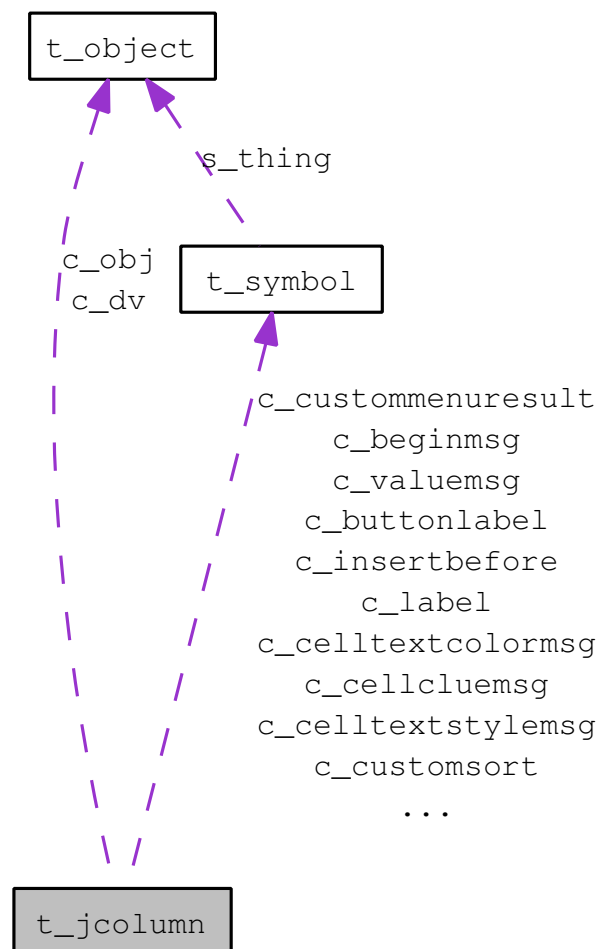 t_object
s_thing
c_obj
c_dv
t_symbol
c_custommenuresult
c_beginmsg
c_valuemsg
c_buttonlabel
c_insertbefore
c_label
c_celltextcolormsg
c_cellcluemsg
c_celltextstylemsg
c_customsort
...
t_jcolumn